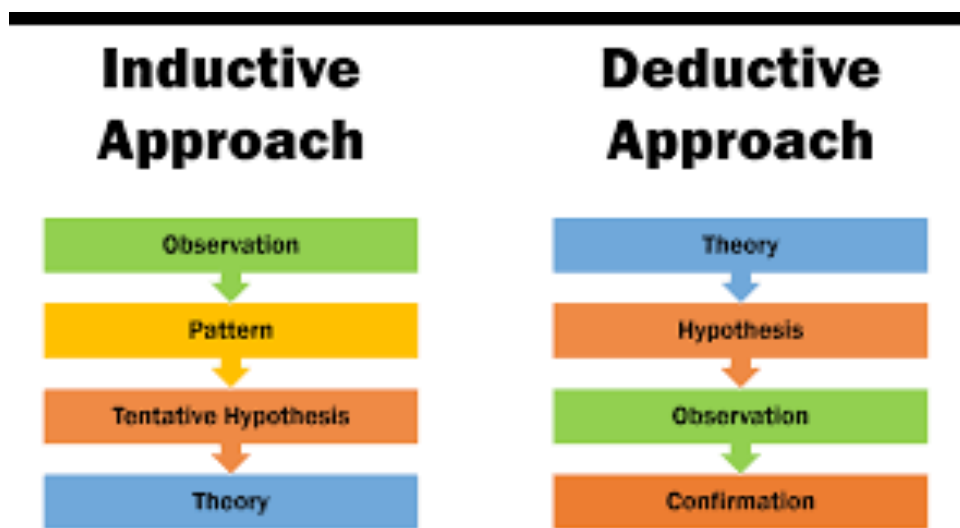 Inductive
Approach
Observation
Pattern
Tentative Hypothesis
Theory
Deductive
Approach
Theory
Hypothesis
Observation
Confirmation